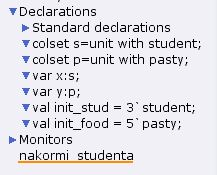 Declarations
Standard declarations
colset s=unit with student;
colset p=unit with pasty;
var x:s;
var y:p;
val init_stud = 3`student;
val init_food = 5`pasty;
Monitors
nakormi_studenta